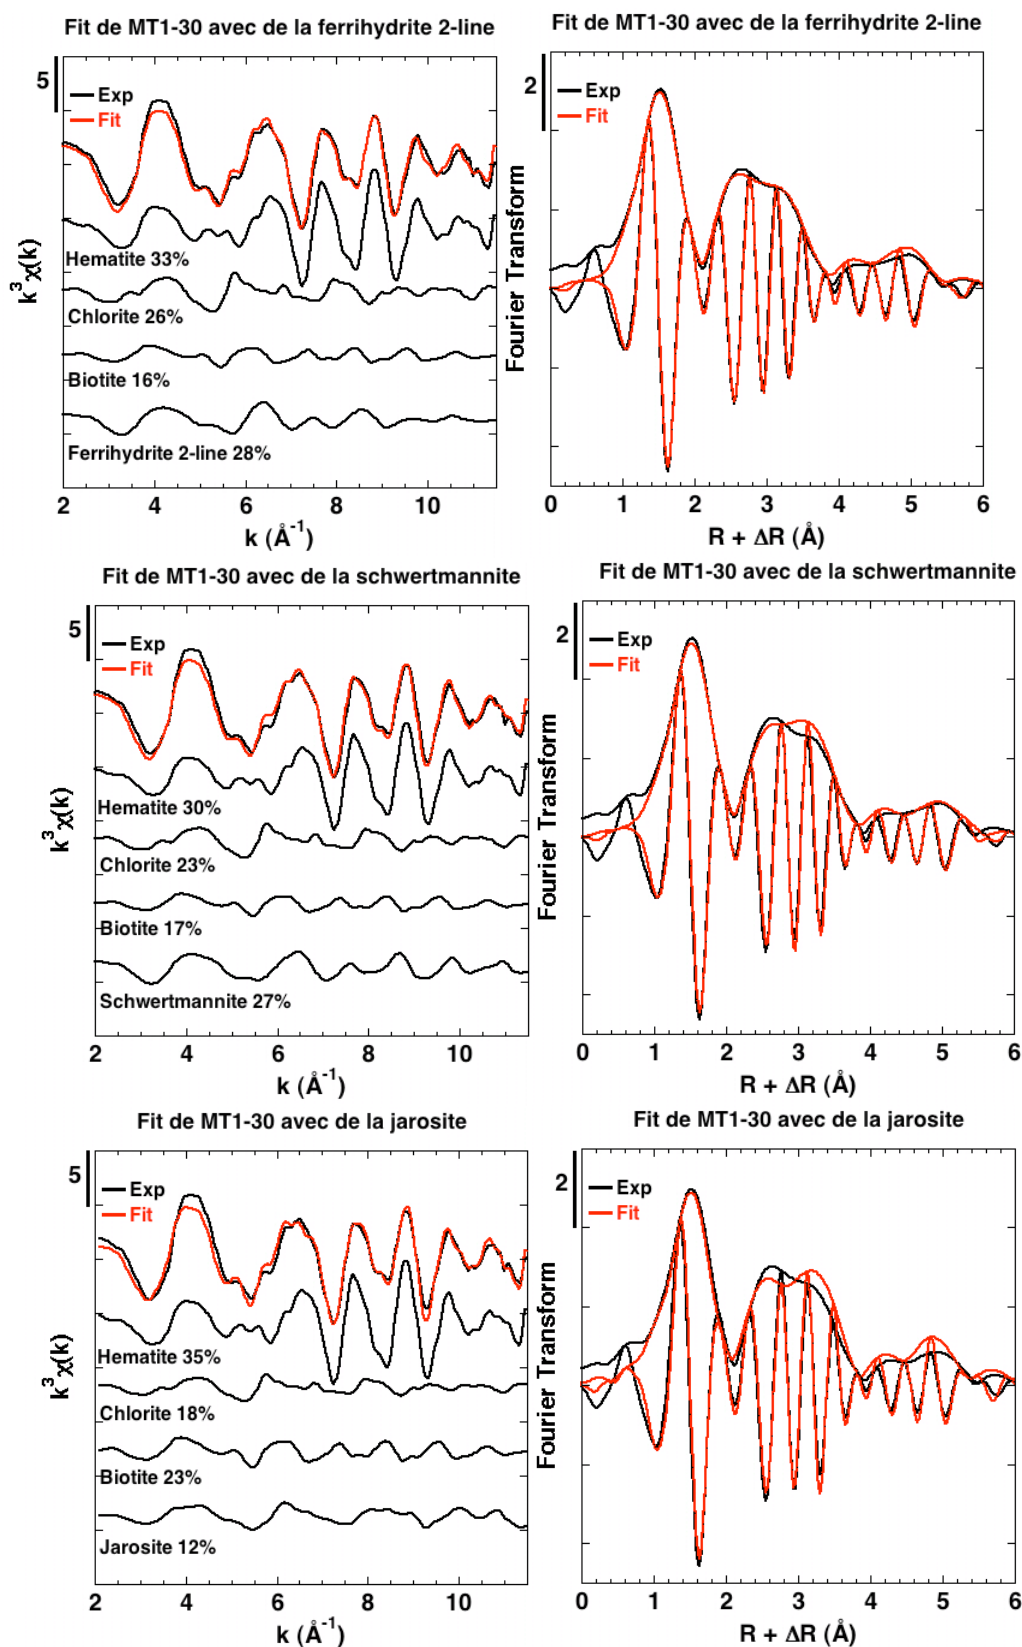 Fit de MT1-30 avec de la ferrihydrite 2-line
5
Exp
Fit
k³χ(k)
Hematite 33%
Chlorite 26%
Biotite 16%
Ferrihydrite 2-line 28%
2 4 6 8 10
k (Å⁻¹)
Fit de MT1-30 avec de la ferrihydrite 2-line
2
Exp
Fit
Fourier Transform
0 1 2 3 4 5 6
R + ΔR (Å)
Fit de MT1-30 avec de la schwertmannite
5
Exp
Fit
k³χ(k)
Hematite 30%
Chlorite 23%
Biotite 17%
Schwertmannite 27%
2 4 6 8 10
k (Å⁻¹)
Fit de MT1-30 avec de la schwertmannite
2
Exp
Fit
Fourier Transform
0 1 2 3 4 5 6
R + ΔR (Å)
Fit de MT1-30 avec de la jarosite
5
Exp
Fit
k³χ(k)
Hematite 35%
Chlorite 18%
Biotite 23%
Jarosite 12%
2 4 6 8 10
k (Å⁻¹)
Fit de MT1-30 avec de la jarosite
2
Exp
Fit
Fourier Transform
0 1 2 3 4 5 6
R + ΔR (Å)